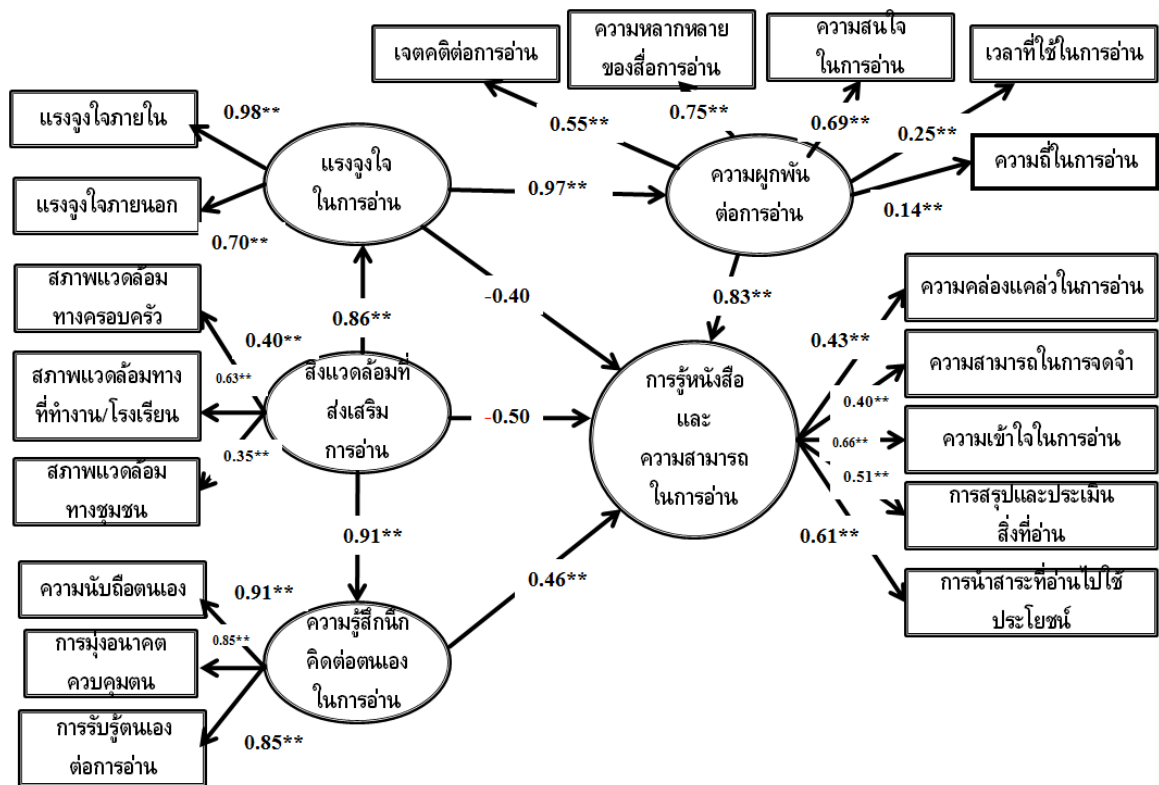 เจตคติต่อการอ่าน
ความหลากหลาย
ของสื่อการอ่าน
ความสนใจ
ในการอ่าน
เวลาที่ใช้ในการอ่าน
แรงจูงใจภายใน
0.98**
0.55**
0.75**
0.69**
0.25**
แรงจูงใจ
ในการอ่าน
ความผูกพัน
ต่อการอ่าน
ความถี่ในการอ่าน
0.97**
0.14**
แรงจูงใจภายนอก
0.70**
สภาพแวดล้อม
ทางครอบครัว
0.40**
0.86**
-0.40
0.83**
ความคล่องแคล่วในการอ่าน
0.43**
สภาพแวดล้อมทาง
ที่ทำงาน/โรงเรียน
0.63**
สิ่งแวดล้อมที่
ส่งเสริม
การอ่าน
-0.50
การรู้หนังสือ
และ
ความสามารถ
ในการอ่าน
ความสามารถในการจดจำ
0.40**
0.66**
ความเข้าใจในการอ่าน
0.35**
0.51**
สภาพแวดล้อม
ทางชุมชน
การสรุปและประเมิน
สิ่งที่อ่าน
0.61**
0.91**
0.46**
การนำสาระที่อ่านไปใช้
ประโยชน์
ความนับถือตนเอง
0.91**
0.85**
ความรู้สึกนึก
คิดต่อตนเอง
ในการอ่าน
การมุ่งอนาคต
ควบคุมตน
การรับรู้ตนเอง
ต่อการอ่าน
0.85**